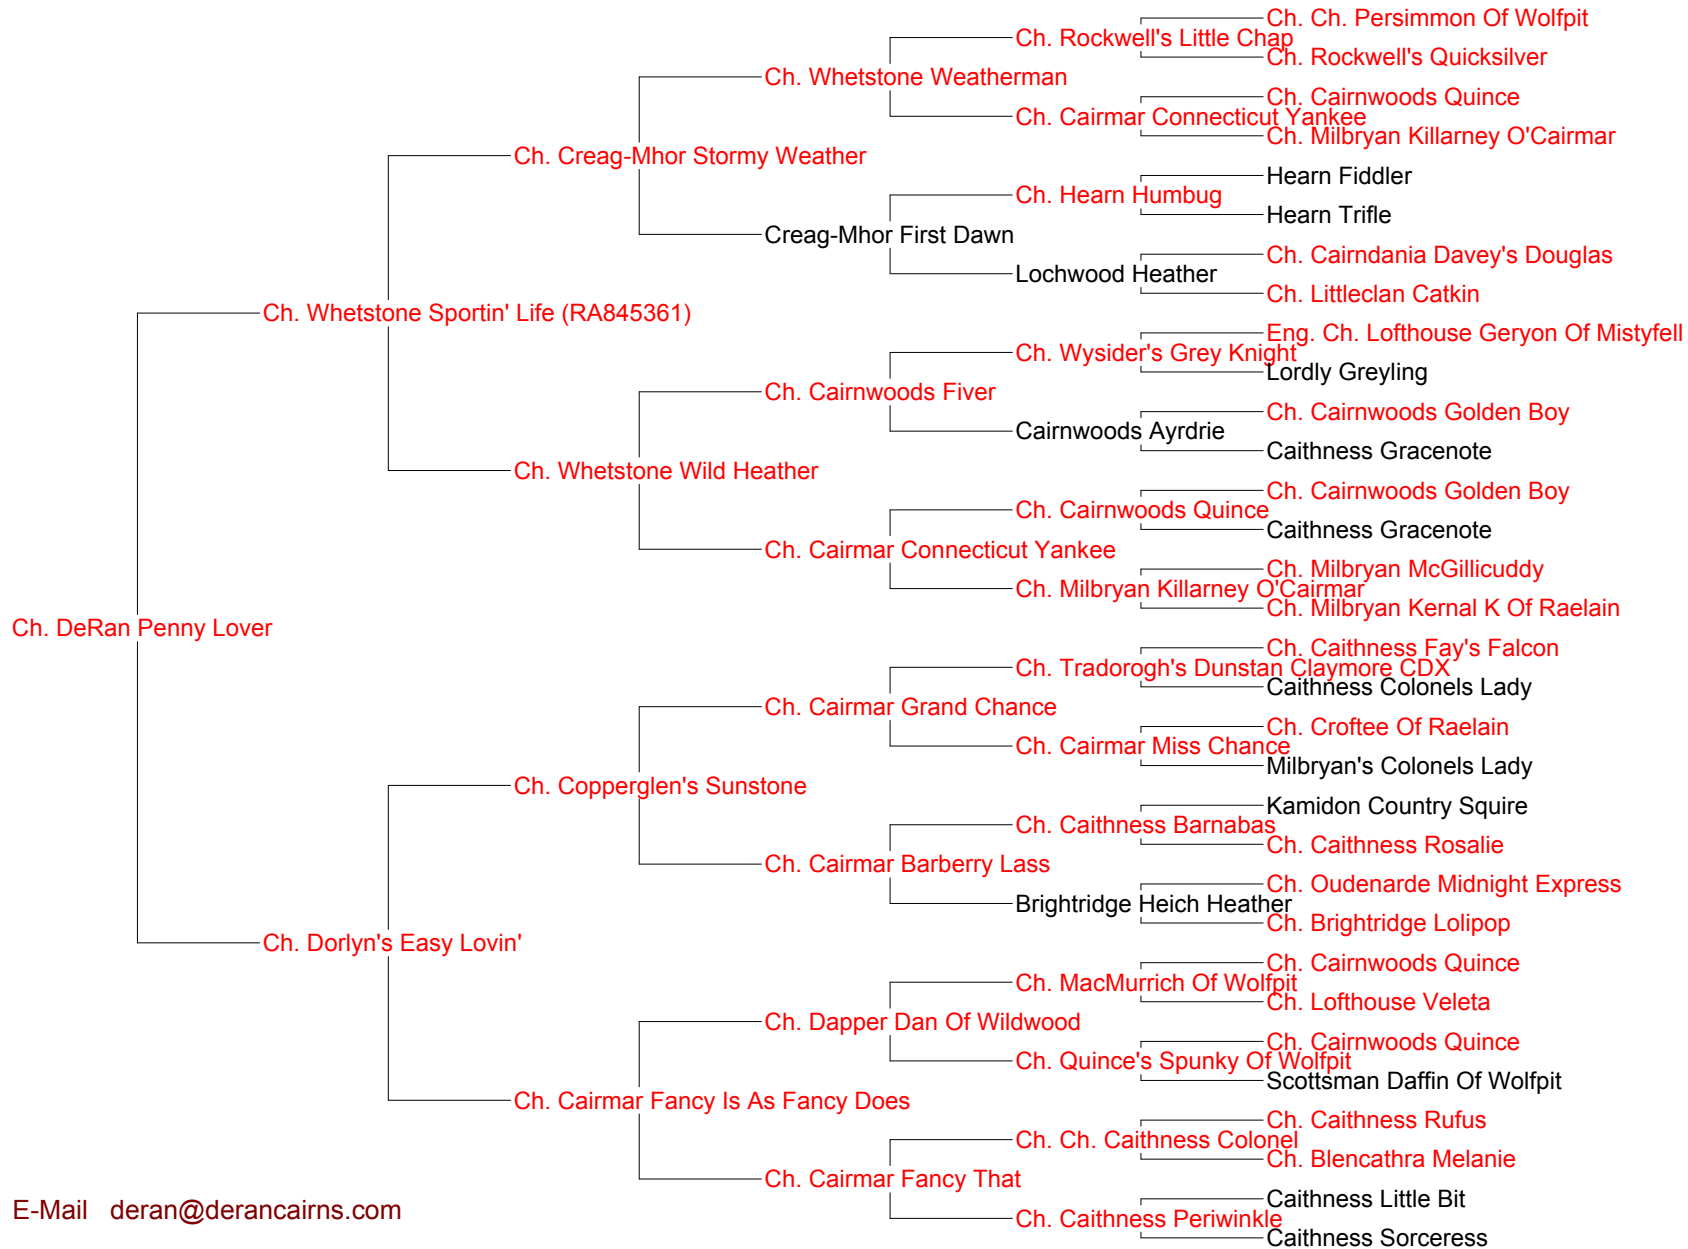 Ch. Ch. Persimmon Of Wolfpit
Ch. Rockwell's Little Chap
Ch. Rockwell's Quicksilver
Ch. Whetstone Weatherman
Ch. Cairnwoods Quince
Ch. Cairmar Connecticut Yankee
Ch. Milbryan Killarney O'Cairmar
Ch. Creag-Mhor Stormy Weather
Hearn Fiddler
Ch. Hearn Humbug
Hearn Trifle
Creag-Mhor First Dawn
Ch. Cairndania Davey's Douglas
Lochwood Heather
Ch. Littleclan Catkin
Ch. Whetstone Sportin' Life (RA845361)
Eng. Ch. Lofthouse Geryon Of Mistyfell
Ch. Wysider's Grey Knight
Lordly Greyling
Ch. Cairnwoods Fiver
Ch. Cairnwoods Golden Boy
Cairnwoods Ayrdrie
Caithness Gracenote
Ch. Whetstone Wild Heather
Ch. Cairnwoods Golden Boy
Ch. Cairnwoods Quince
Caithness Gracenote
Ch. Cairmar Connecticut Yankee
Ch. Milbryan McGillicuddy
Ch. Milbryan Killarney O'Cairmar
Ch. Milbryan Kernal K Of Raelain
Ch. DeRan Penny Lover
Ch. Caithness Fay's Falcon
Ch. Tradorogh's Dunstan Claymore CDX
Caithness Colonels Lady
Ch. Cairmar Grand Chance
Ch. Croftee Of Raelain
Ch. Cairmar Miss Chance
Milbryan's Colonels Lady
Ch. Copperglen's Sunstone
Kamidon Country Squire
Ch. Caithness Barnabas
Ch. Caithness Rosalie
Ch. Cairmar Barberry Lass
Ch. Oudenarde Midnight Express
Brightridge Heich Heather
Ch. Brightridge Lolipop
Ch. Dorlyn's Easy Lovin'
Ch. Cairnwoods Quince
Ch. MacMurrich Of Wolfpit
Ch. Lofthouse Veleta
Ch. Dapper Dan Of Wildwood
Ch. Cairnwoods Quince
Ch. Quince's Spunky Of Wolfpit
Scottsman Daffin Of Wolfpit
Ch. Cairmar Fancy Is As Fancy Does
Ch. Caithness Rufus
Ch. Ch. Caithness Colonel
Ch. Blencathra Melanie
Ch. Cairmar Fancy That
Caithness Little Bit
Ch. Caithness Periwinkle
Caithness Sorceress
E-Mail deran@derancairns.com